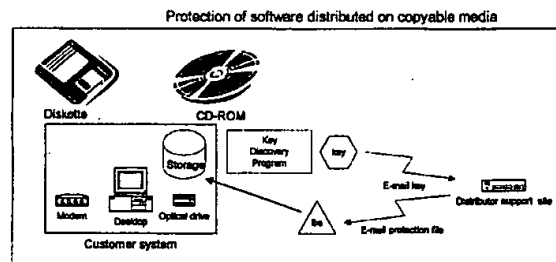 Protection of software distributed on copyable media
Diskette
CD-ROM
Storage
Key
Discovery
Program
key
E-mail key
Distributor support site
Modem
Desktop
Optical drive
E-mail protection file
Customer system